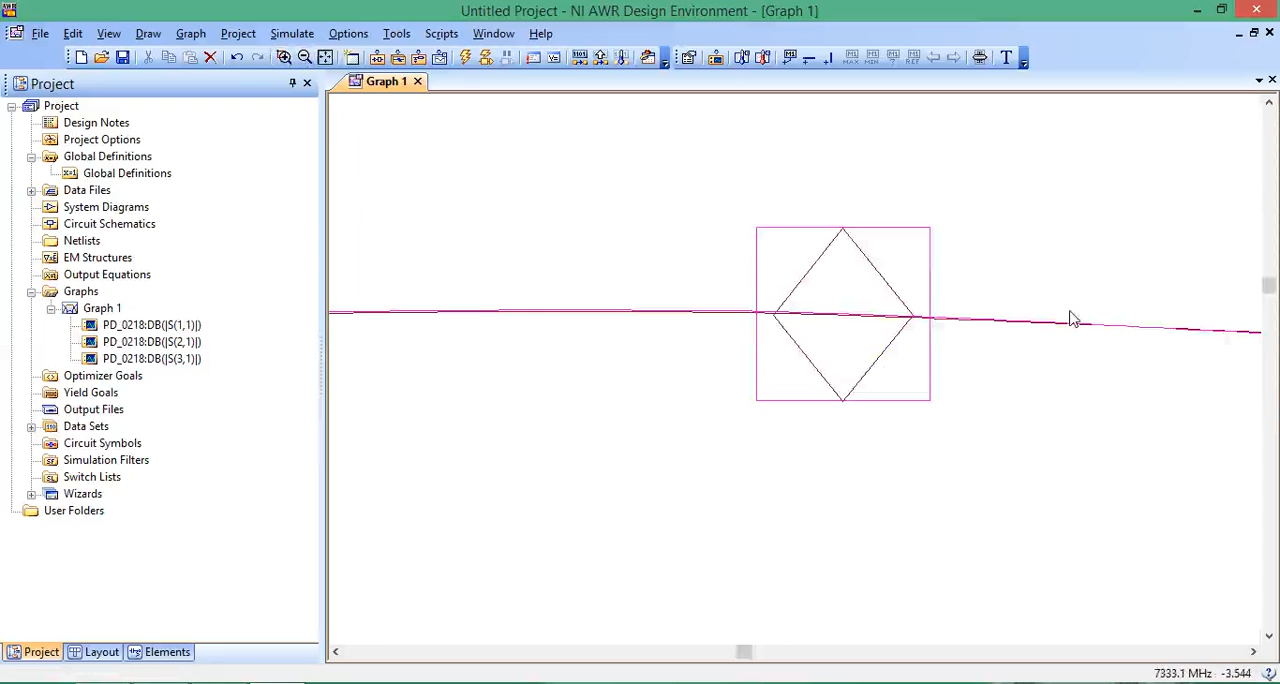 Untitled Project - NI AWR Design Environment - [Graph 1]
File Edit View Draw Graph Project Simulate Options Tools Scripts Window Help
Project
Graph 1
Project
Design Notes
Project Options
Global Definitions
Global Definitions
Data Files
System Diagrams
Circuit Schematics
Netlists
EM Structures
Output Equations
Graphs
Graph 1
PD_0218:DB(|S(1,1)|)
PD_0218:DB(|S(2,1)|)
PD_0218:DB(|S(3,1)|)
Optimizer Goals
Yield Goals
Output Files
Data Sets
Circuit Symbols
Simulation Filters
Switch Lists
Wizards
User Folders
Project Layout Elements
7333.1 MHz -3.544